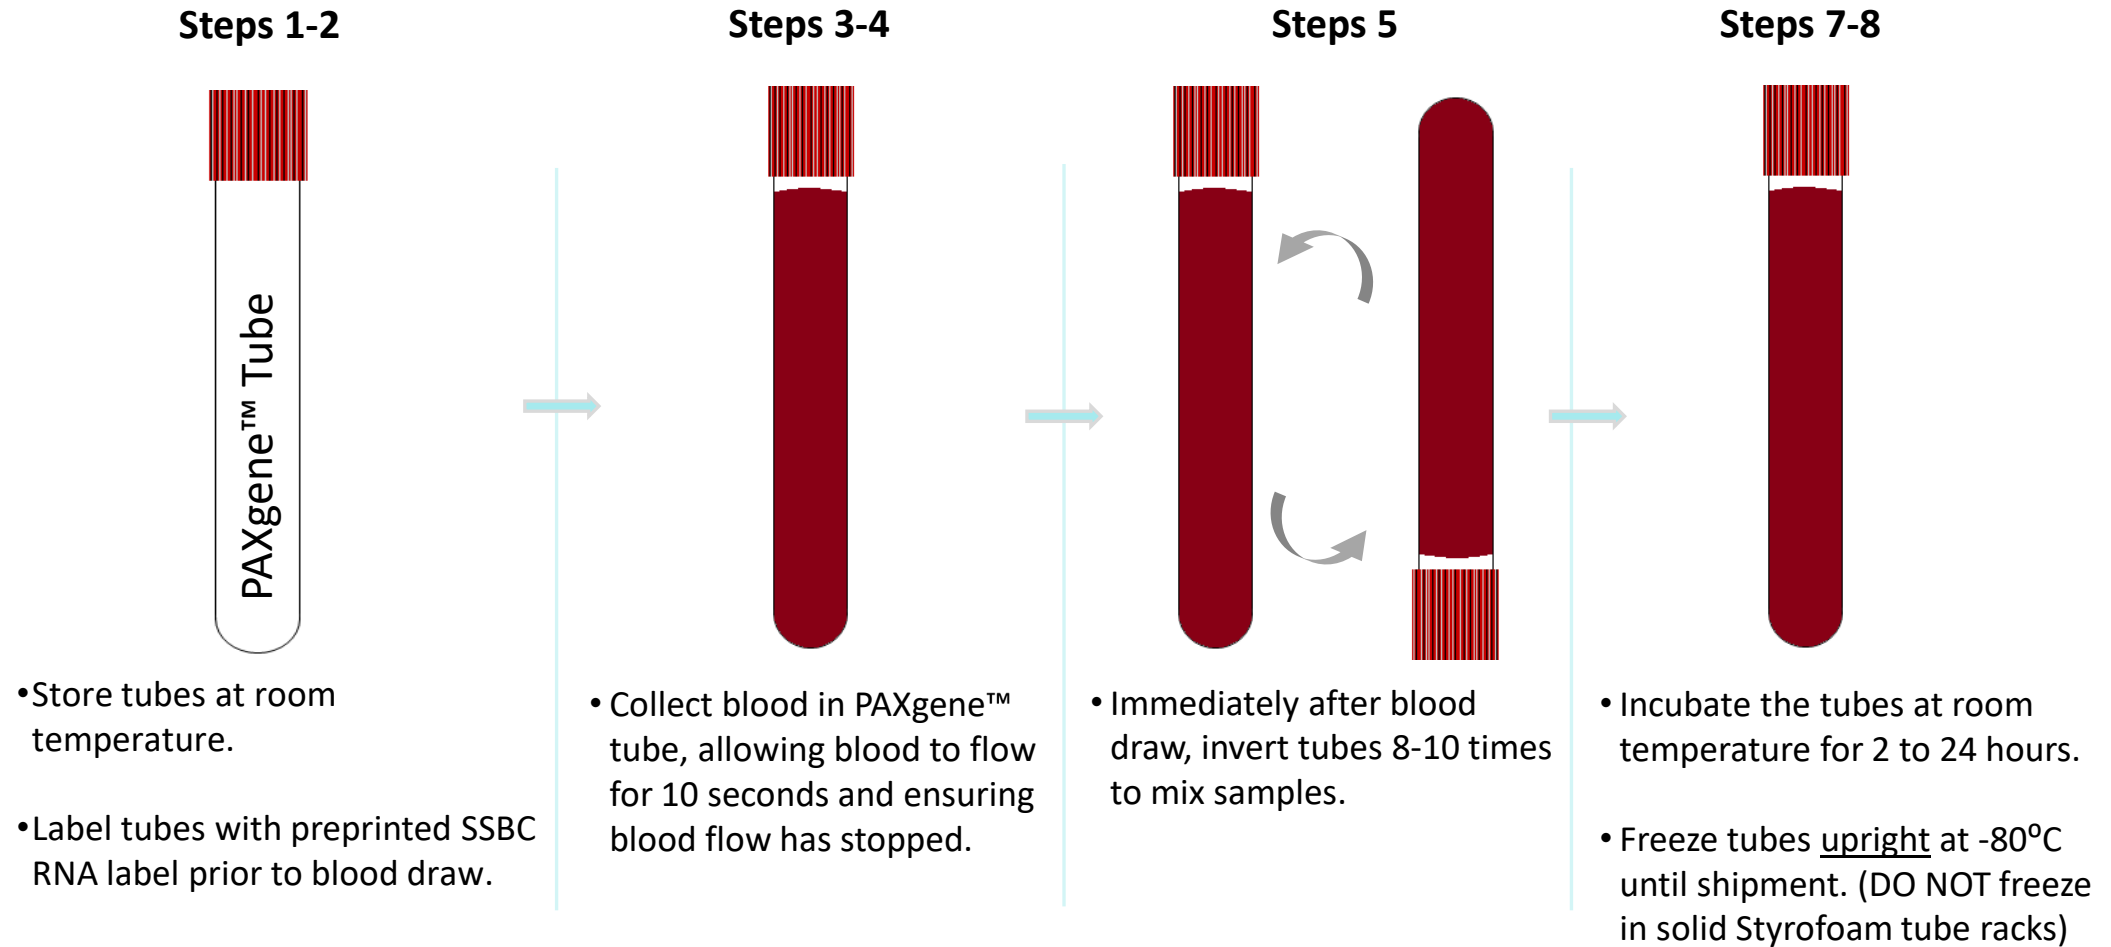 Steps 1-2
PAXgene™ Tube
•Store tubes at room
temperature.
•Label tubes with preprinted SSBC
RNA label prior to blood draw.
Steps 3-4
• Collect blood in PAXgene™
tube, allowing blood to flow
for 10 seconds and ensuring
blood flow has stopped.
Steps 5
• Immediately after blood
draw, invert tubes 8-10 times
to mix samples.
Steps 7-8
• Incubate the tubes at room
temperature for 2 to 24 hours.
• Freeze tubes upright at -80⁰C
until shipment. (DO NOT freeze
in solid Styrofoam tube racks)